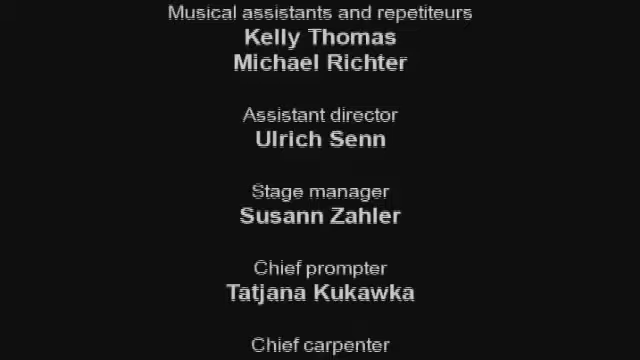 Musical assistants and repetiteurs
Kelly Thomas
Michael Richter
Assistant director
Ulrich Senn
Stage manager
Susann Zahler
Chief prompter
Tatjana Kukawka
Chief carpenter